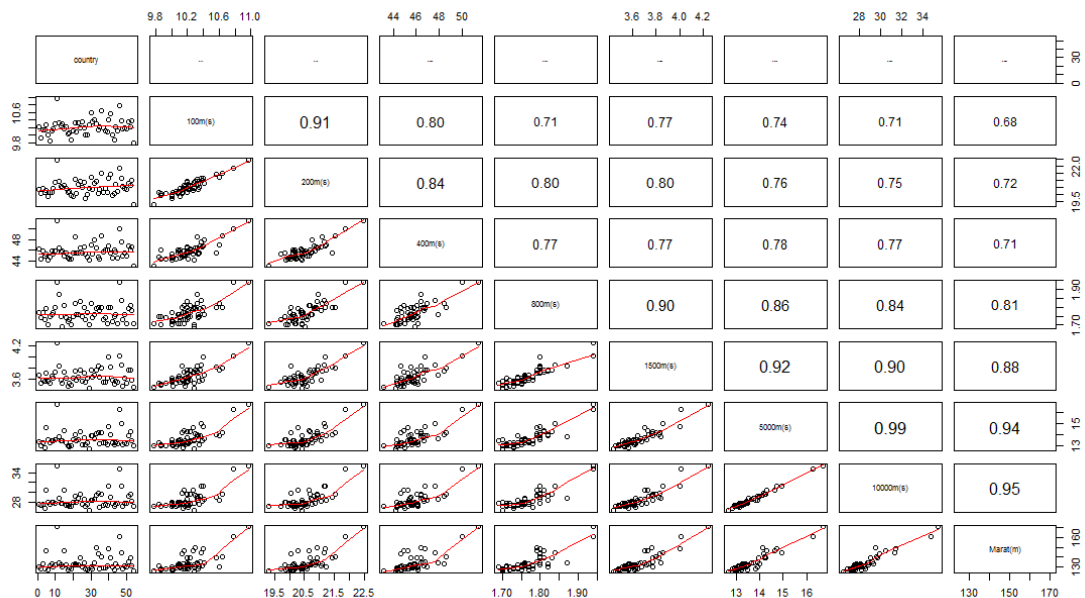 9.8 10.2 10.6 11.0 44 46 48 50 3.6 3.8 4.0 4.2 28 30 32 34
country ... ... ... ... ... ... ... ... 0 30
9.8 10.6 100m(s) 0.91 0.80 0.71 0.77 0.74 0.71 0.68
200m(s) 0.84 0.80 0.80 0.76 0.75 0.72 19.5 22.0
44 48 400m(s) 0.77 0.77 0.78 0.77 0.71
800m(s) 0.90 0.86 0.84 0.81 1.70 1.90
3.6 4.2 1500m(s) 0.92 0.90 0.88
5000m(s) 0.99 0.94 13 15
28 34 10000m(s) 0.95
Marat(m) 130 160
0 10 30 50 19.5 20.5 21.5 22.5 1.70 1.80 1.90 13 14 15 16 130 150 170